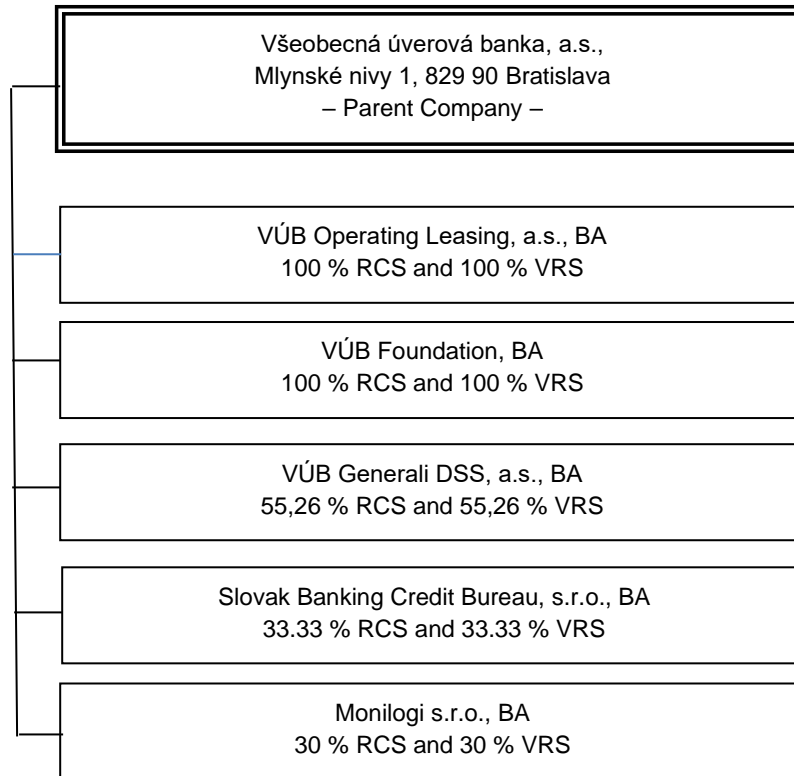 Všeobecná úverová banka, a.s.,
Mlynské nivy 1, 829 90 Bratislava
– Parent Company –
VÚB Operating Leasing, a.s., BA
100 % RCS and 100 % VRS
VÚB Foundation, BA
100 % RCS and 100 % VRS
VÚB Generali DSS, a.s., BA
55,26 % RCS and 55,26 % VRS
Slovak Banking Credit Bureau, s.r.o., BA
33.33 % RCS and 33.33 % VRS
Monilogi s.r.o., BA
30 % RCS and 30 % VRS